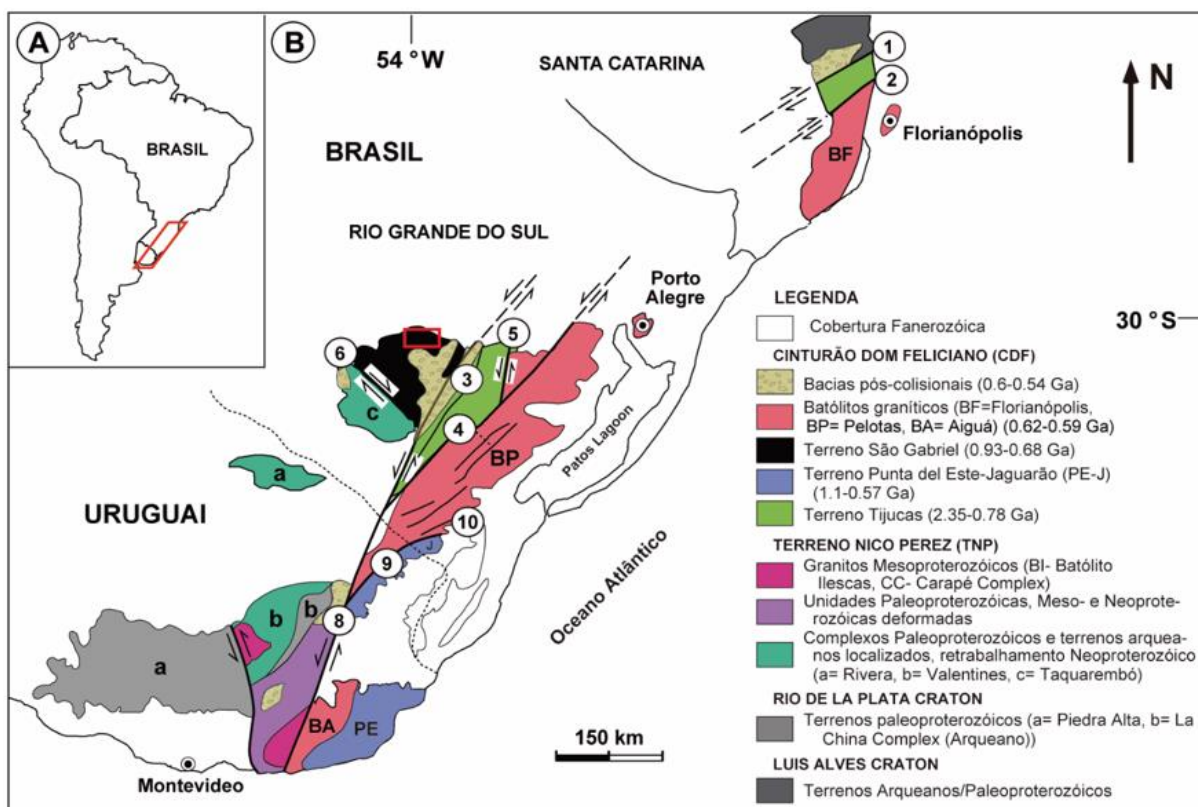 A
BRASIL
B
54 °W
SANTA CATARINA
1
2
N
Florianópolis
BF
BRASIL
RIO GRANDE DO SUL
Porto
Alegre
30 °S
6
5
3
c
4
BP
Patos Lagoon
a
URUGUAI
10
J
9
8
b
b
a
Oceano Atlântico
BA
PE
150 km
Montevideo
LEGENDA
Cobertura Fanerozóica
CINTURÃO DOM FELICIANO (CDF)
Bacias pós-colisionais (0.6-0.54 Ga)
Batólitos graníticos (BF=Florianópolis,
BP= Pelotas, BA= Aiguá) (0.62-0.59 Ga)
Terreno São Gabriel (0.93-0.68 Ga)
Terreno Punta del Este-Jaguarão (PE-J)
(1.1-0.57 Ga)
Terreno Tijucas (2.35-0.78 Ga)
TERRENO NICO PEREZ (TNP)
Granitos Mesoproterozóicos (BI- Batólito
Ilescas, CC- Carapé Complex)
Unidades Paleoproterozóicas, Meso- e Neoprote-
rozóicas deformadas
Complexos Paleoproterozóicos e terrenos arquea-
nos localizados, retrabalhamento Neoproterozóico
(a= Rivera, b= Valentines, c= Taquarembó)
RIO DE LA PLATA CRATON
Terrenos paleoproterozóicos (a= Piedra Alta, b= La
China Complex (Arqueano))
LUIS ALVES CRATON
Terrenos Arqueanos/Paleoproterozóicos